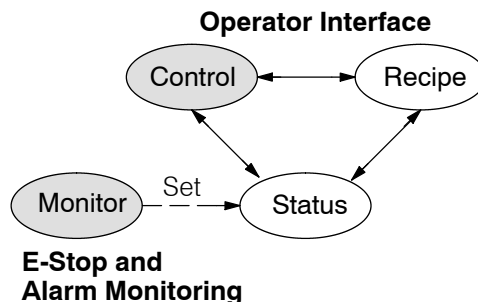 Operator Interface
Control
Recipe
Set
Monitor
Status
E-Stop and
Alarm Monitoring